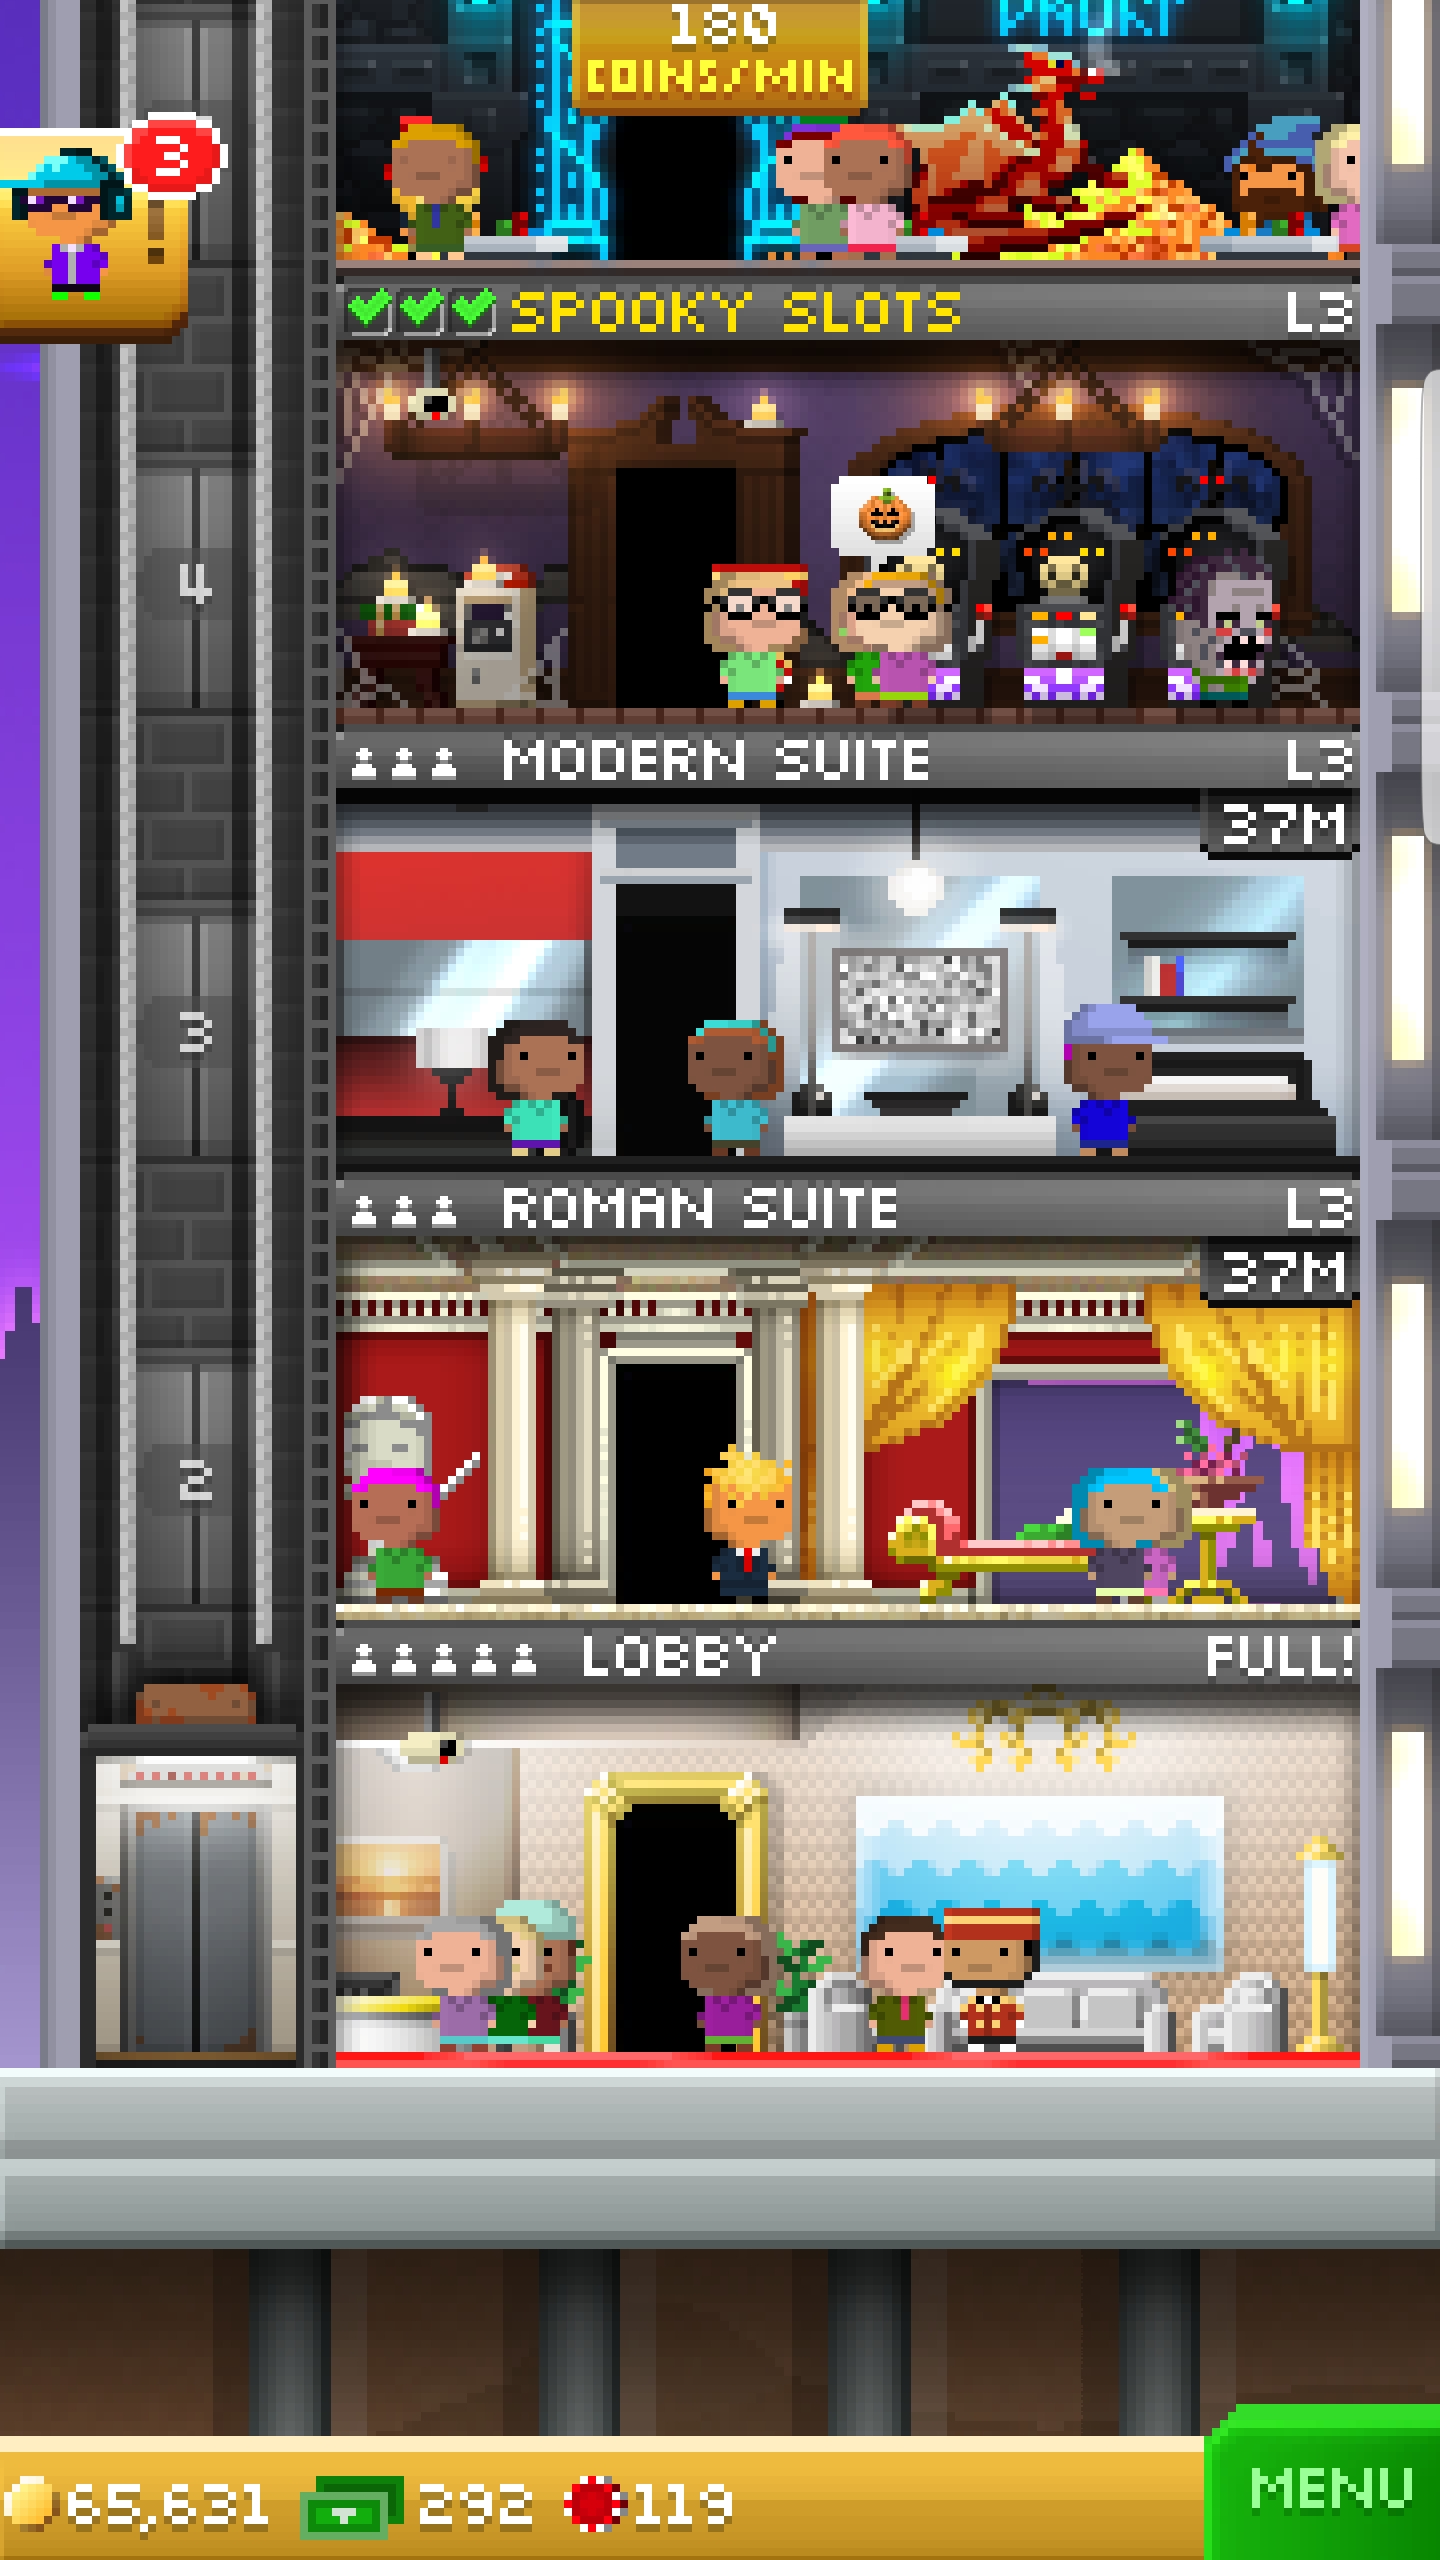 180
COINS/MIN
3
SPOOKY SLOTS L3
4
MODERN SUITE L3
37M
3
ROMAN SUITE L3
37M
2
LOBBY FULL!
65,631 292 119
MENU